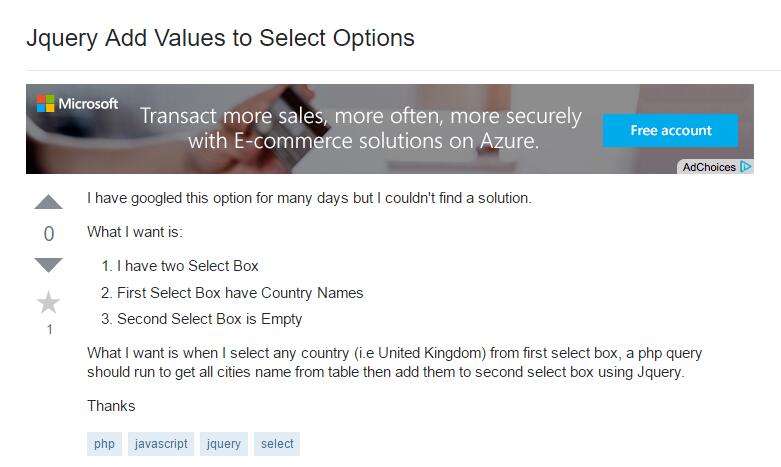 Jquery Add Values to Select Options
Microsoft
Transact more sales, more often, more securely
with E-commerce solutions on Azure.
Free account
AdChoices
I have googled this option for many days but I couldn't find a solution.
0
What I want is:
1. I have two Select Box
2. First Select Box have Country Names
3. Second Select Box is Empty
1
What I want is when I select any country (i.e United Kingdom) from first select box, a php query
should run to get all cities name from table then add them to second select box using Jquery.
Thanks
php javascript jquery select